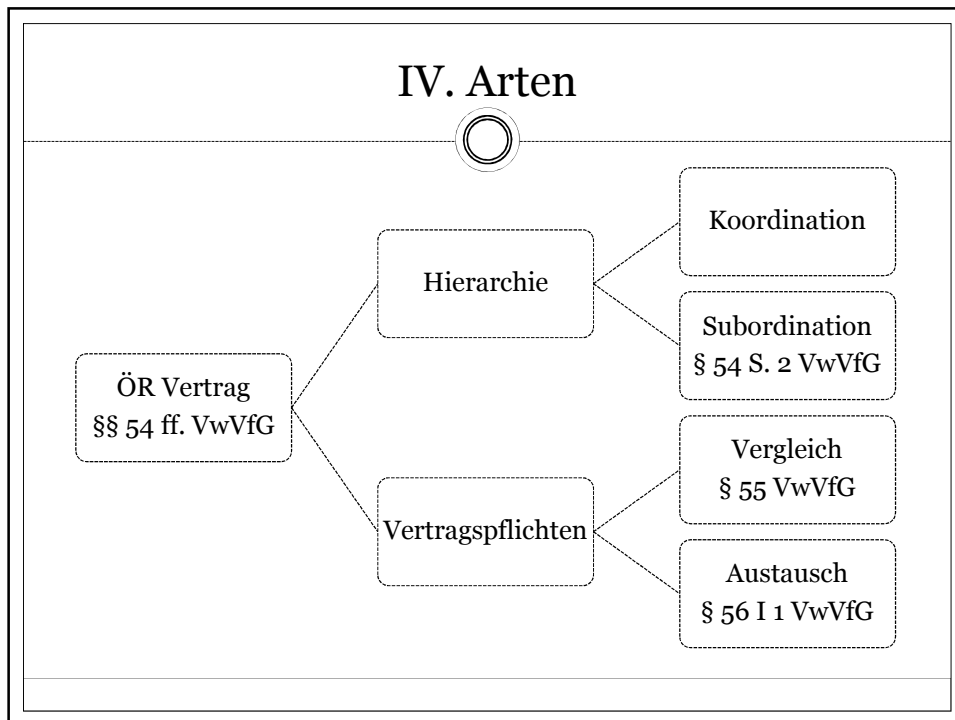 IV. Arten
ÖR Vertrag
§§ 54 ff. VwVfG
Hierarchie
Koordination
Subordination
§ 54 S. 2 VwVfG
Vertragspflichten
Vergleich
§ 55 VwVfG
Austausch
§ 56 I 1 VwVfG